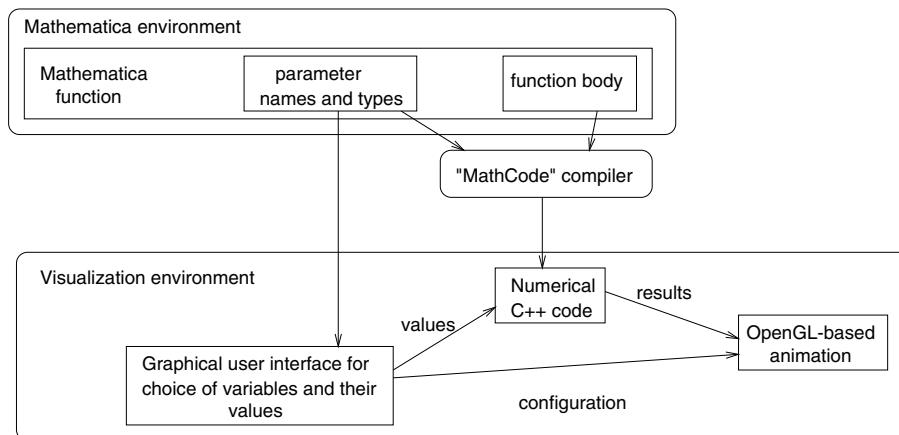 Mathematica environment
Mathematica
function
parameter
names and types
function body
"MathCode" compiler
Visualization environment
Numerical
C++ code
results
values
OpenGL-based
animation
Graphical user interface for
choice of variables and their
values
configuration